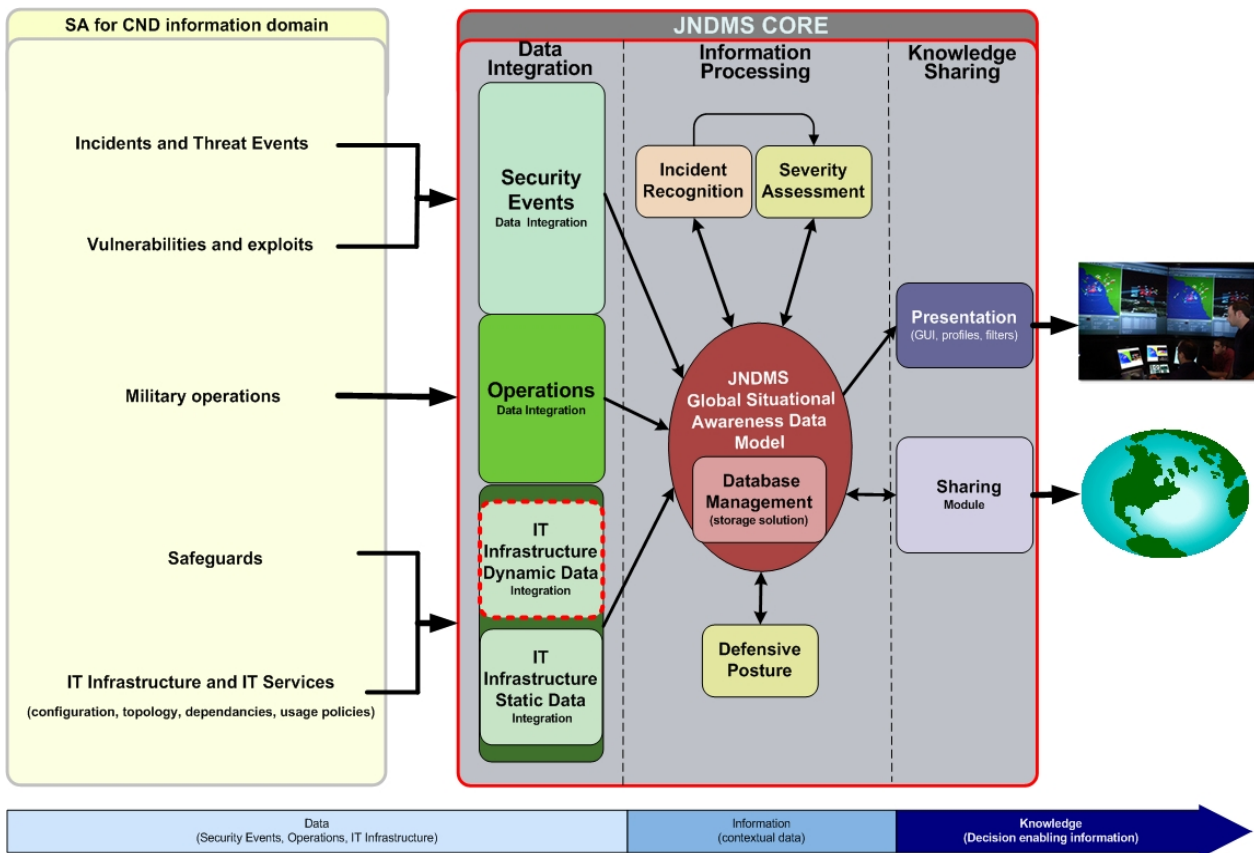 SA for CND information domain
Incidents and Threat Events
Vulnerabilities and exploits
Military operations
Safeguards
IT Infrastructure and IT Services
(configuration, topology, dependancies, usage policies)
JNDMS CORE
Data
Integration
Security
Events
Data Integration
Operations
Data Integration
IT
Infrastructure
Dynamic Data
Integration
IT
Infrastructure
Static Data
Integration
Information
Processing
Incident
Recognition
Severity
Assessment
JNDMS
Global Situational
Awareness Data
Model
Database
Management
(storage solution)
Defensive
Posture
Knowledge
Sharing
Presentation
(GUI, profiles, filters)
Sharing
Module
Data
(Security Events, Operations, IT Infrastructure)
Information
(contextual data)
Knowledge
(Decision enabling information)